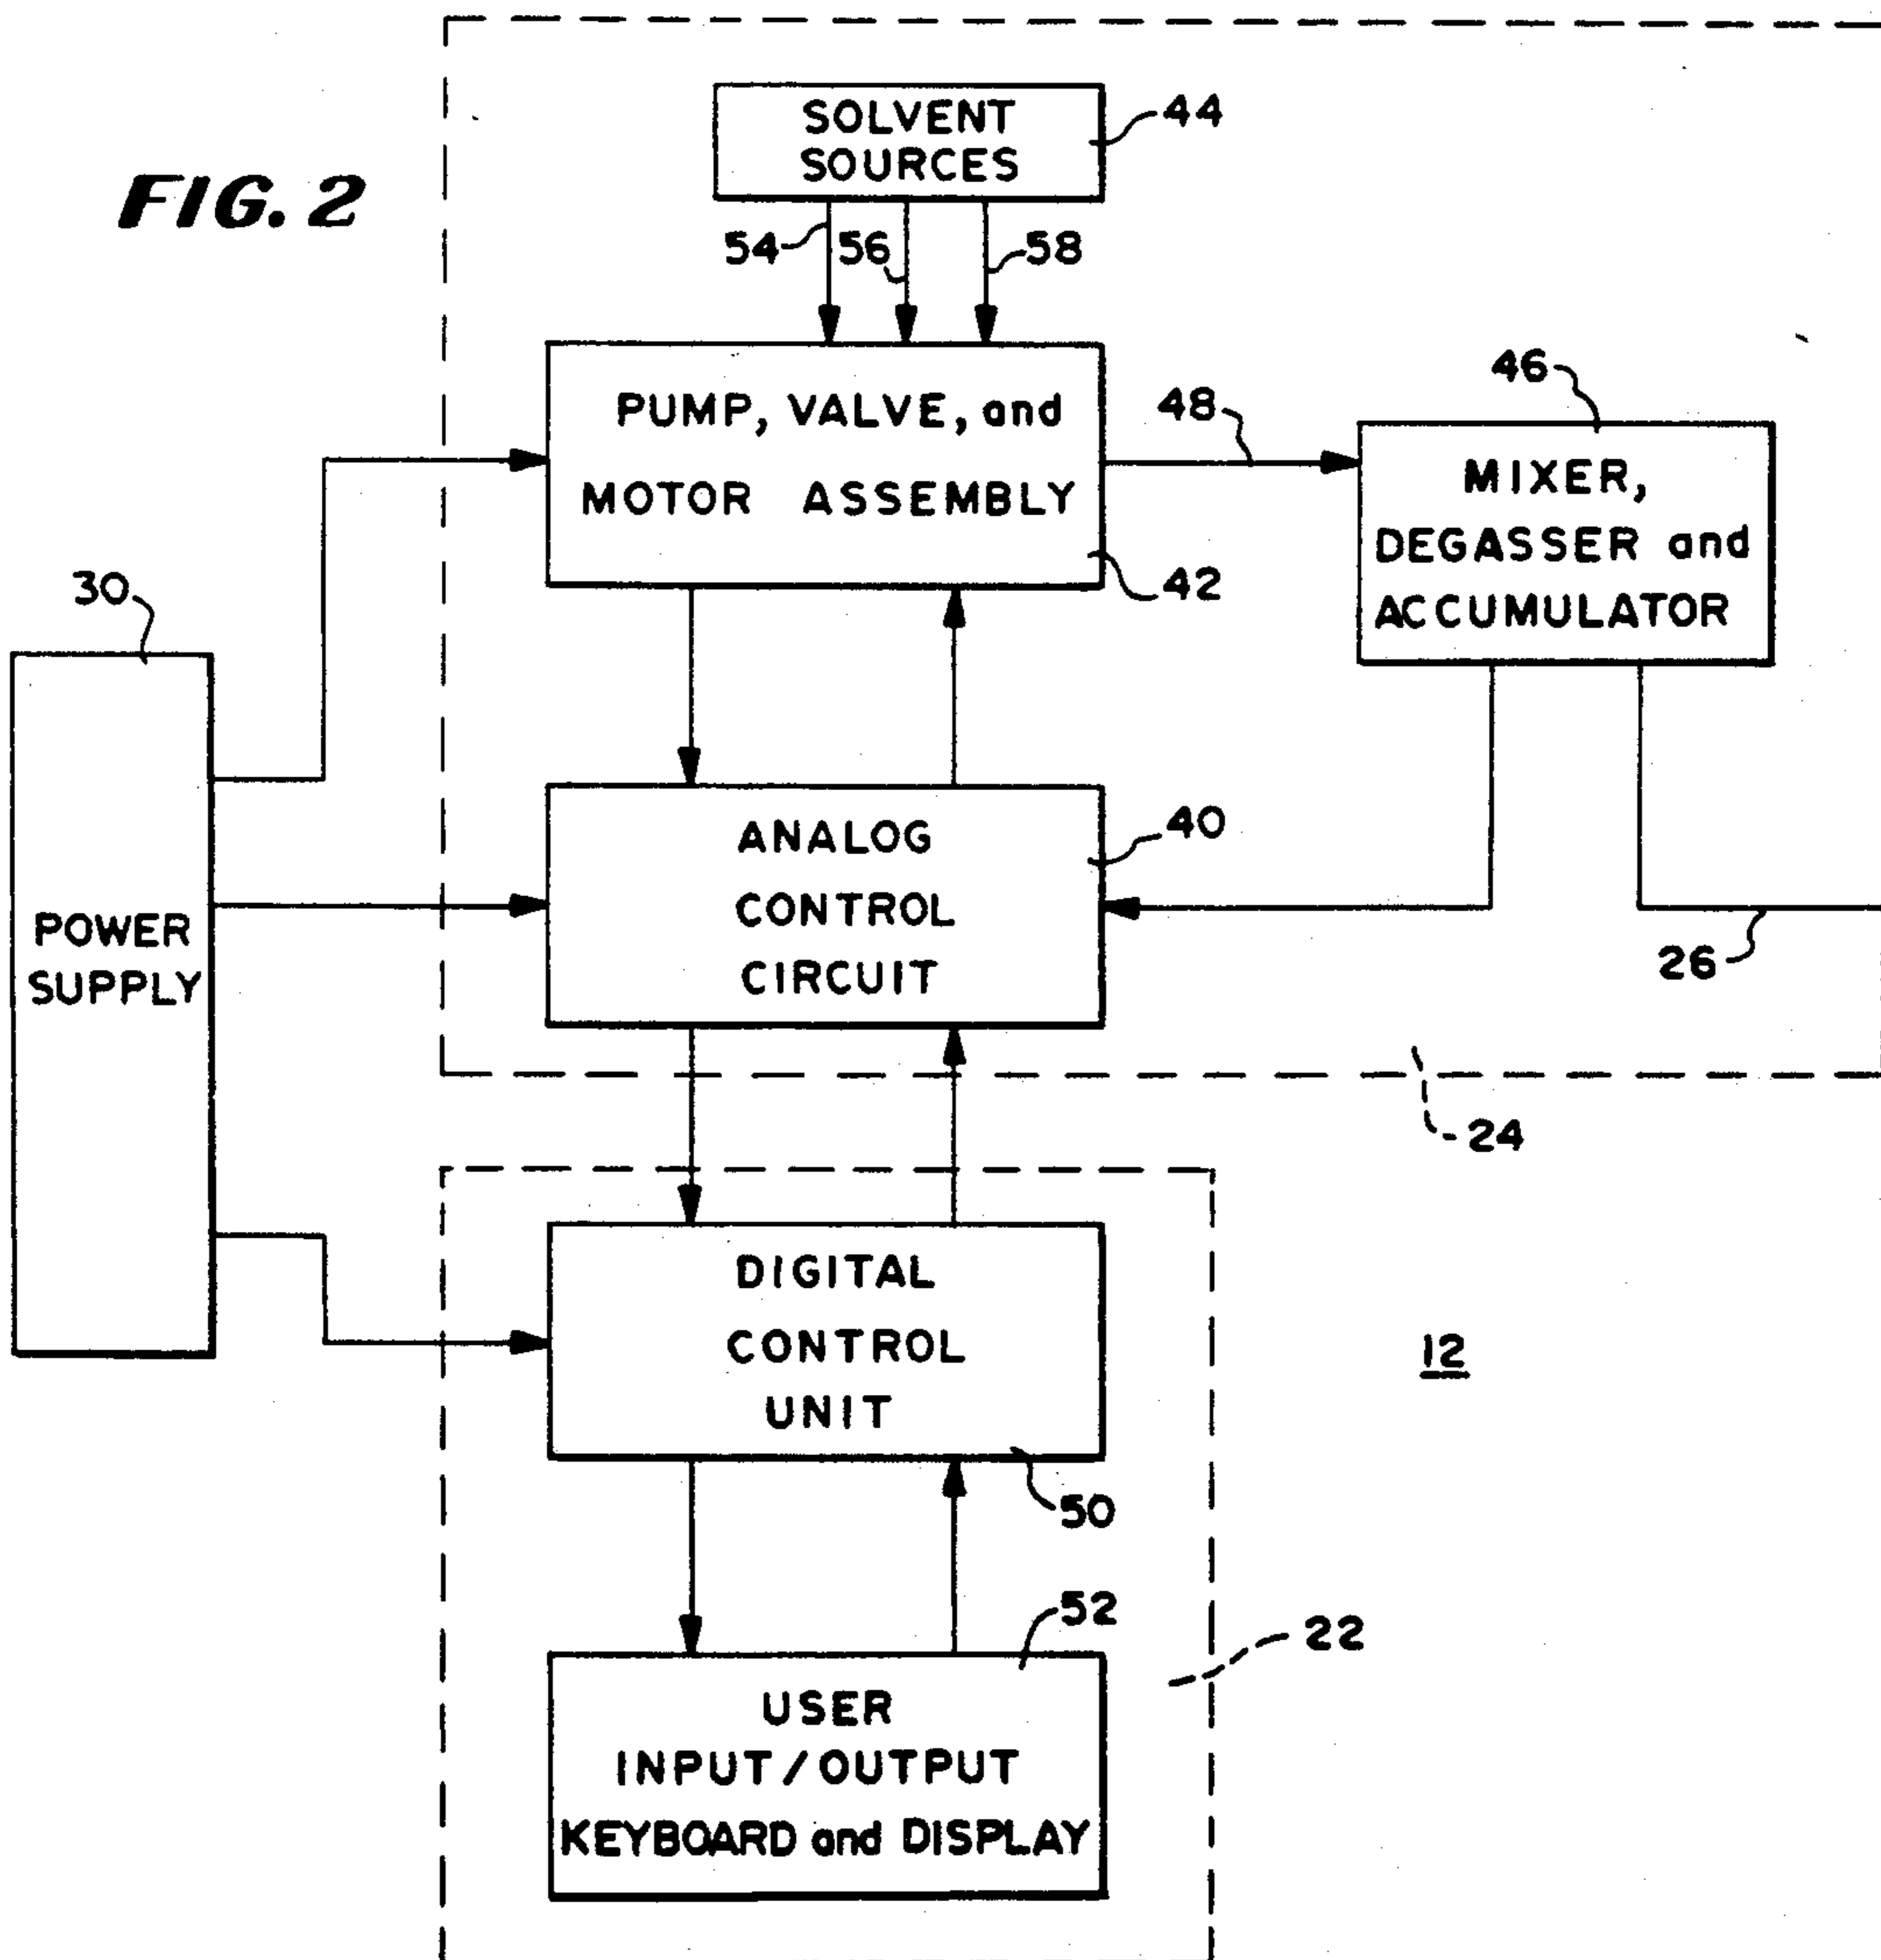 FIG. 2
SOLVENT
SOURCES
44
54
56
58
PUMP, VALVE, and
MOTOR ASSEMBLY
42
48
46
MIXER,
DEGASSER and
ACCUMULATOR
30
POWER
SUPPLY
ANALOG
CONTROL
CIRCUIT
40
26
24
DIGITAL
CONTROL
UNIT
50
12
52
USER
INPUT/OUTPUT
KEYBOARD and DISPLAY
22